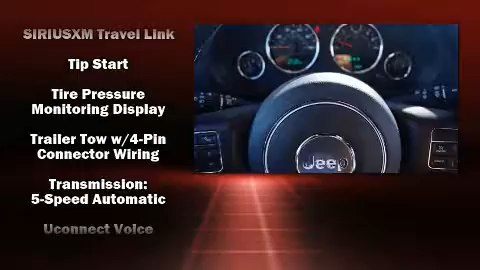 SIRIUSXM Travel Link
Tip Start
Tire Pressure
Monitoring Display
Trailer Tow w/4-Pin
Connector Wiring
Transmission:
5-Speed Automatic
Uconnect Voice
Jeep